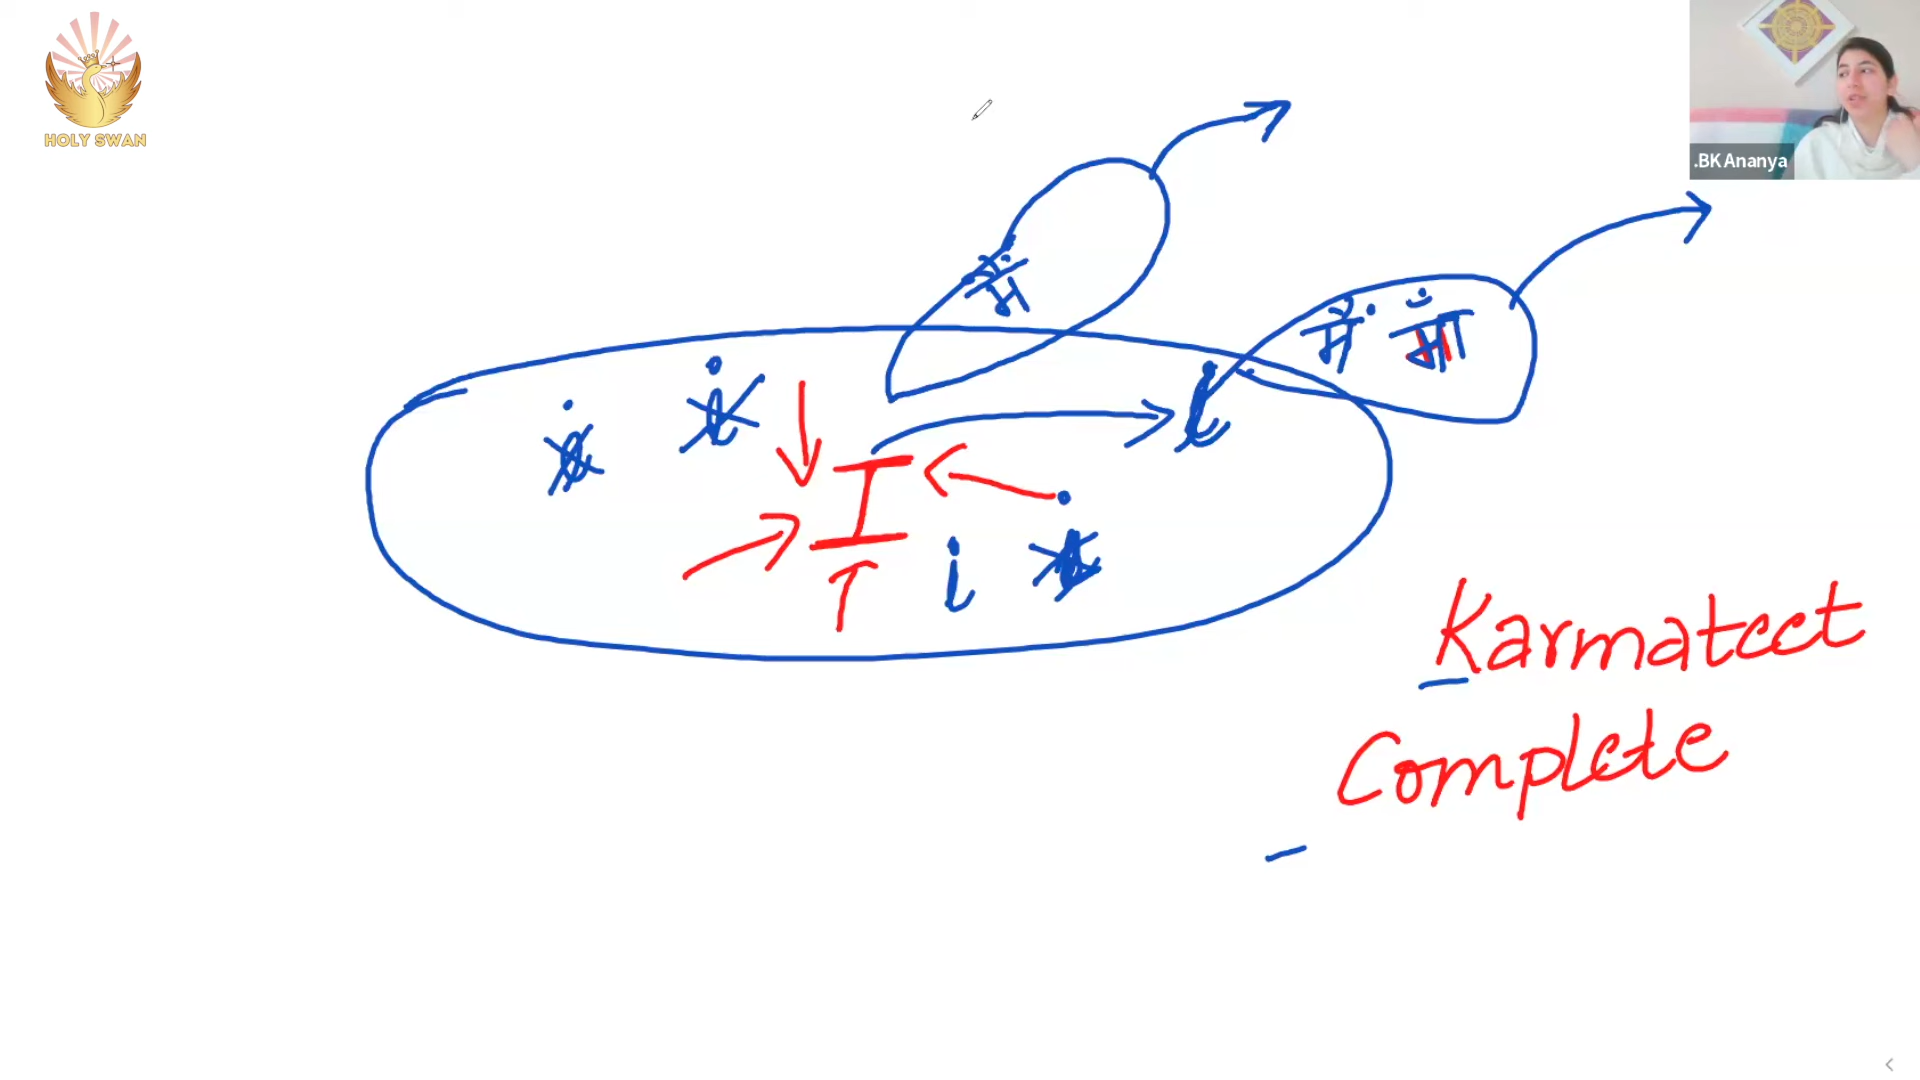 HOLY SWAN
.BK Ananya
में
में माँ
i
i
i
I
i
i
I
Karmateet
Complete